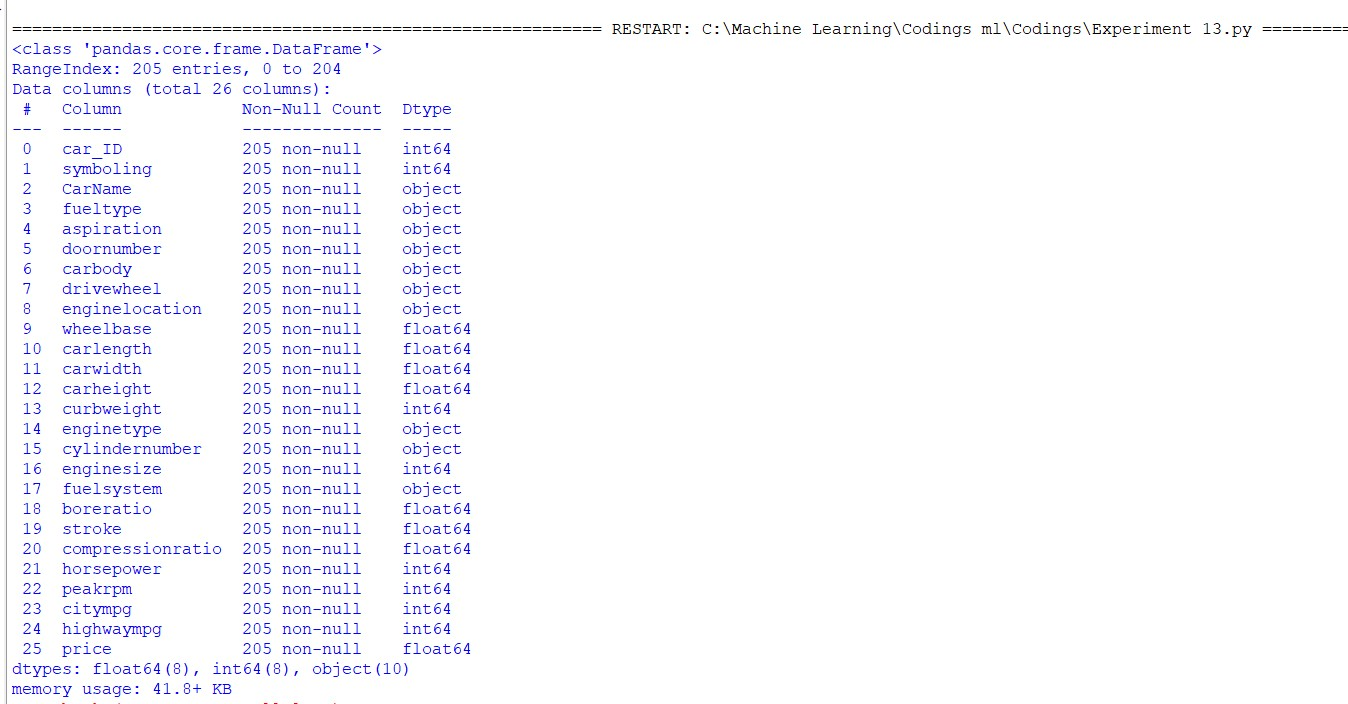 =========================================================== RESTART: C:\Machine Learning\Codings ml\Codings\Experiment 13.py =========
<class 'pandas.core.frame.DataFrame'>
RangeIndex: 205 entries, 0 to 204
Data columns (total 26 columns):
 #   Column            Non-Null Count  Dtype
---  ------            --------------  -----
 0   car_ID            205 non-null    int64
 1   symboling         205 non-null    int64
 2   CarName           205 non-null    object
 3   fueltype          205 non-null    object
 4   aspiration        205 non-null    object
 5   doornumber        205 non-null    object
 6   carbody           205 non-null    object
 7   drivewheel        205 non-null    object
 8   enginelocation    205 non-null    object
 9   wheelbase         205 non-null    float64
 10  carlength         205 non-null    float64
 11  carwidth          205 non-null    float64
 12  carheight         205 non-null    float64
 13  curbweight        205 non-null    int64
 14  enginetype        205 non-null    object
 15  cylindernumber    205 non-null    object
 16  enginesize        205 non-null    int64
 17  fuelsystem        205 non-null    object
 18  boreratio         205 non-null    float64
 19  stroke            205 non-null    float64
 20  compressionratio  205 non-null    float64
 21  horsepower        205 non-null    int64
 22  peakrpm           205 non-null    int64
 23  citympg           205 non-null    int64
 24  highwaympg        205 non-null    int64
 25  price             205 non-null    float64
dtypes: float64(8), int64(8), object(10)
memory usage: 41.8+ KB